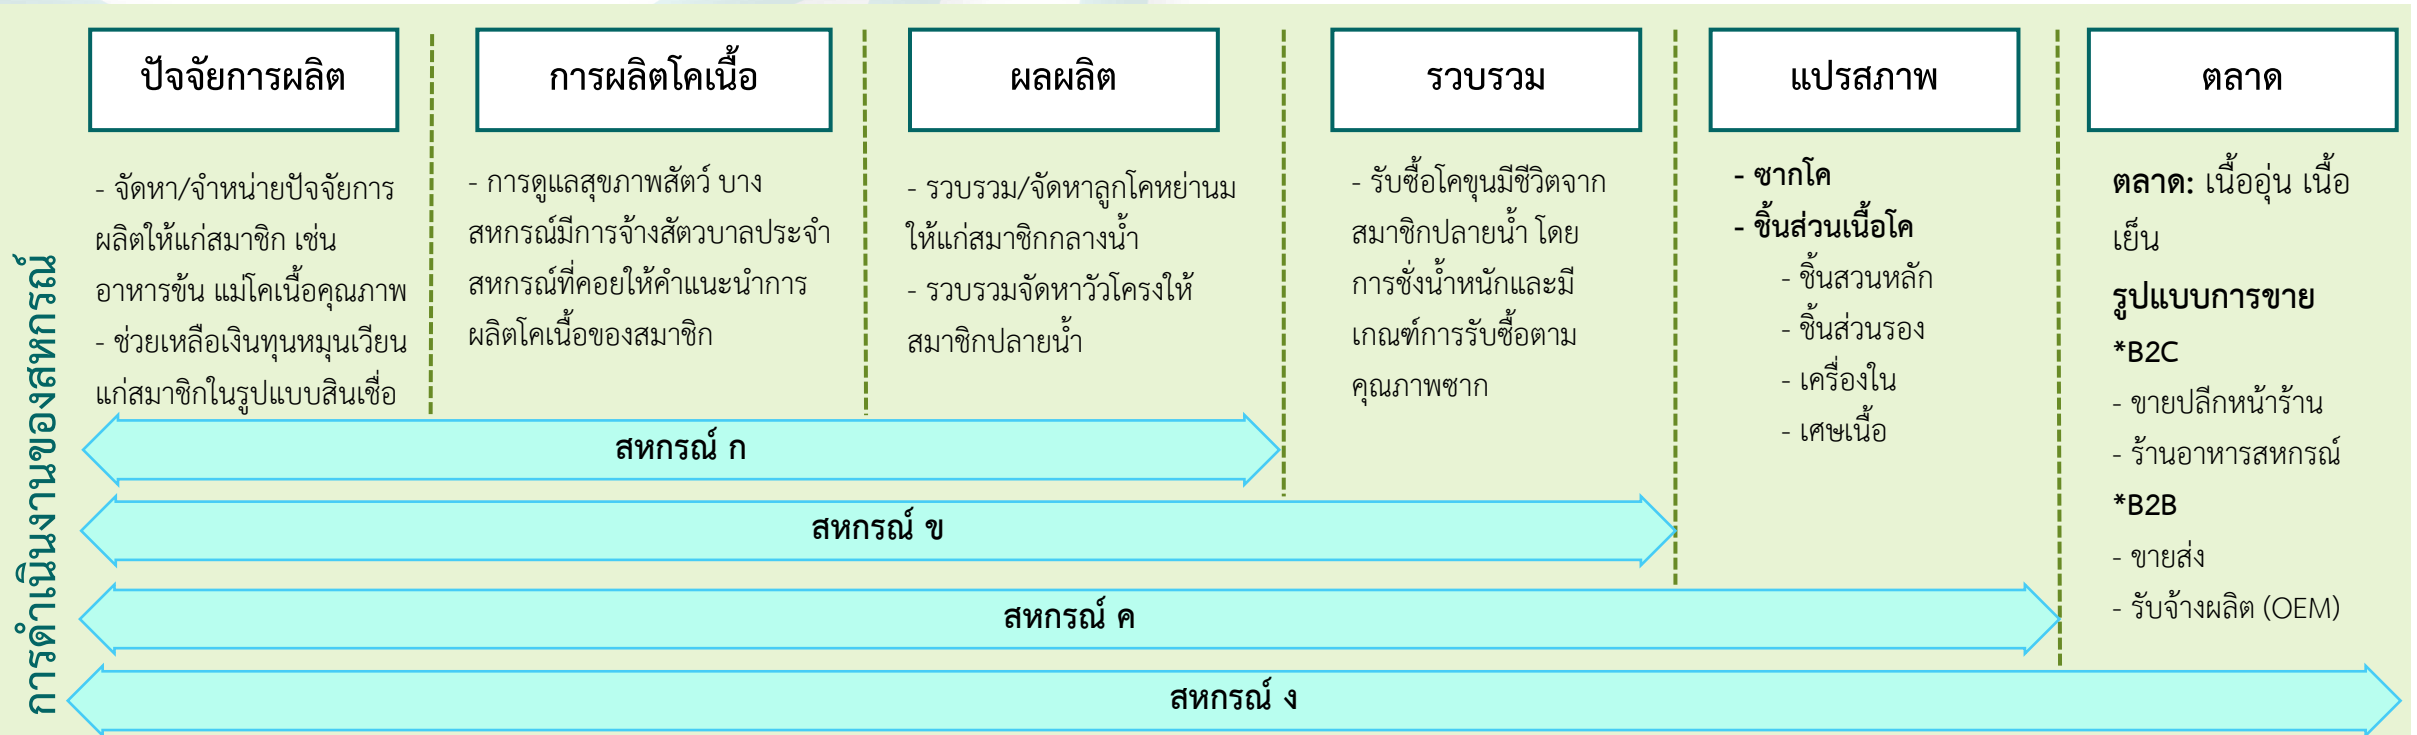 การดำเนินงานของสหกรณ์
ปัจจัยการผลิต
- จัดหา/จำหน่ายปัจจัยการ
ผลิตให้แก่สมาชิก เช่น
อาหารข้น แม่โคเนื้อคุณภาพ
- ช่วยเหลือเงินทุนหมุนเวียน
แก่สมาชิกในรูปแบบสินเชื่อ
การผลิตโคเนื้อ
- การดูแลสุขภาพสัตว์ บาง
สหกรณ์มีการจ้างสัตวบาลประจำ
สหกรณ์ที่คอยให้คำแนะนำการ
ผลิตโคเนื้อของสมาชิก
ผลผลิต
- รวบรวม/จัดหาลูกโคหย่านม
ให้แก่สมาชิกกลางน้ำ
- รวบรวมจัดหาวัวโครงให้
สมาชิกปลายน้ำ
รวบรวม
- รับซื้อโคขุนมีชีวิตจาก
สมาชิกปลายน้ำ โดย
การชั่งน้ำหนักและมี
เกณฑ์การรับซื้อตาม
คุณภาพซาก
แปรสภาพ
- ซากโค
- ชิ้นส่วนเนื้อโค
- ชิ้นสวนหลัก
- ชิ้นส่วนรอง
- เครื่องใน
- เศษเนื้อ
ตลาด
ตลาด: เนื้ออุ่น เนื้อ
เย็น
รูปแบบการขาย
*B2C
- ขายปลีกหน้าร้าน
- ร้านอาหารสหกรณ์
*B2B
- ขายส่ง
- รับจ้างผลิต (OEM)
สหกรณ์ ก
สหกรณ์ ข
สหกรณ์ ค
สหกรณ์ ง